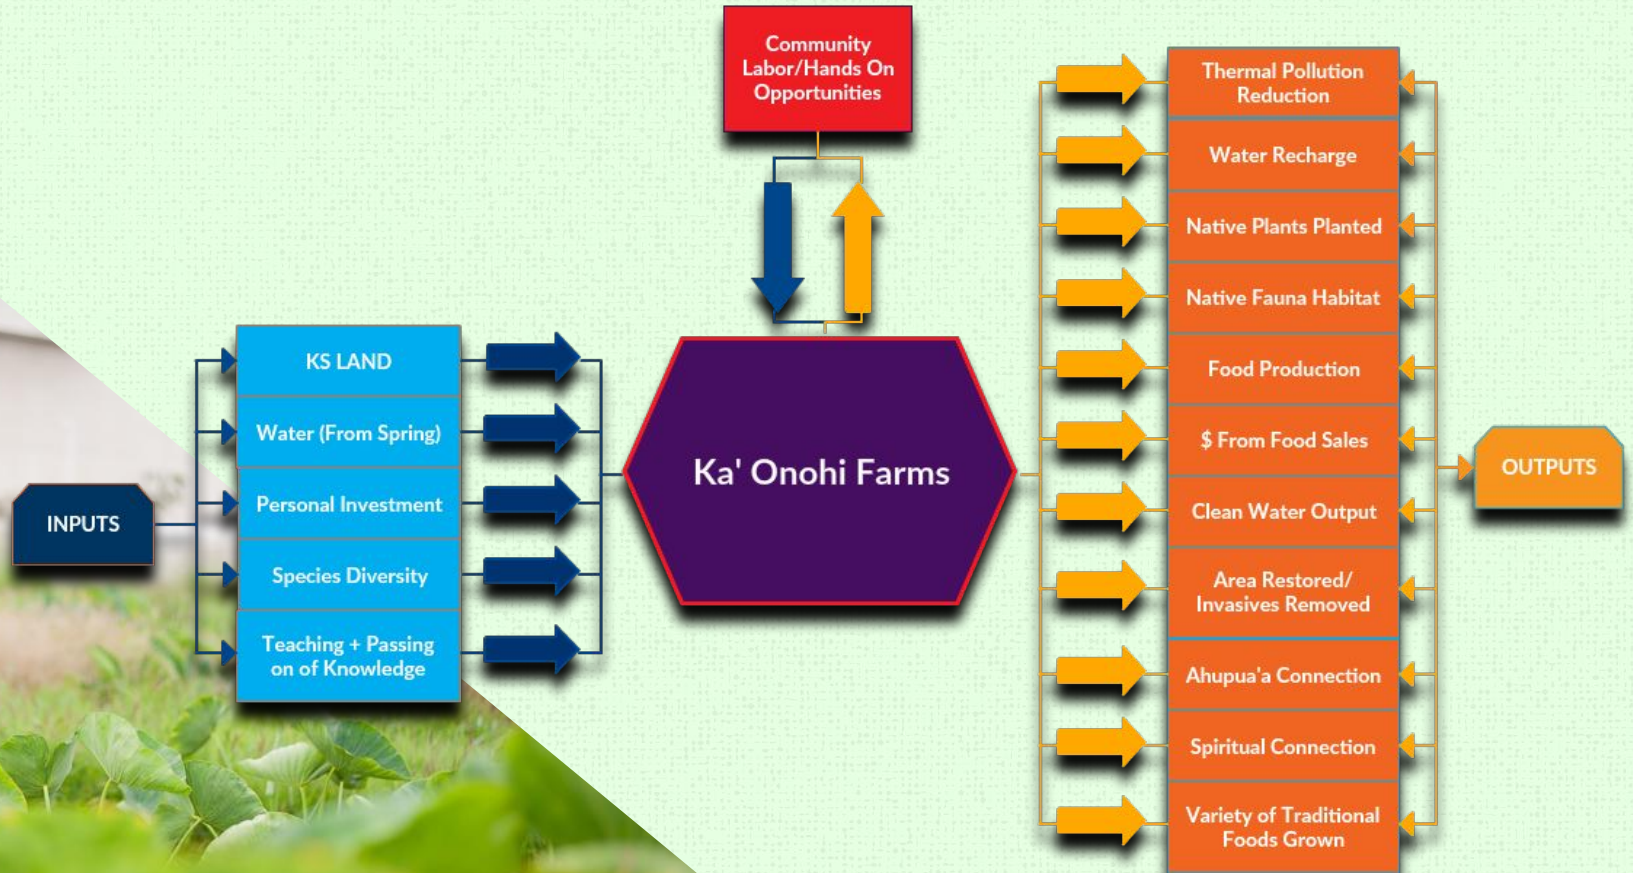 Community
Labor/Hands On
Opportunities
INPUTS
KS LAND
Water (From Spring)
Personal Investment
Species Diversity
Teaching + Passing
on of Knowledge
Ka' Onohi Farms
Thermal Pollution
Reduction
Water Recharge
Native Plants Planted
Native Fauna Habitat
Food Production
$ From Food Sales
Clean Water Output
Area Restored/
Invasives Removed
Ahupua'a Connection
Spiritual Connection
Variety of Traditional
Foods Grown
OUTPUTS